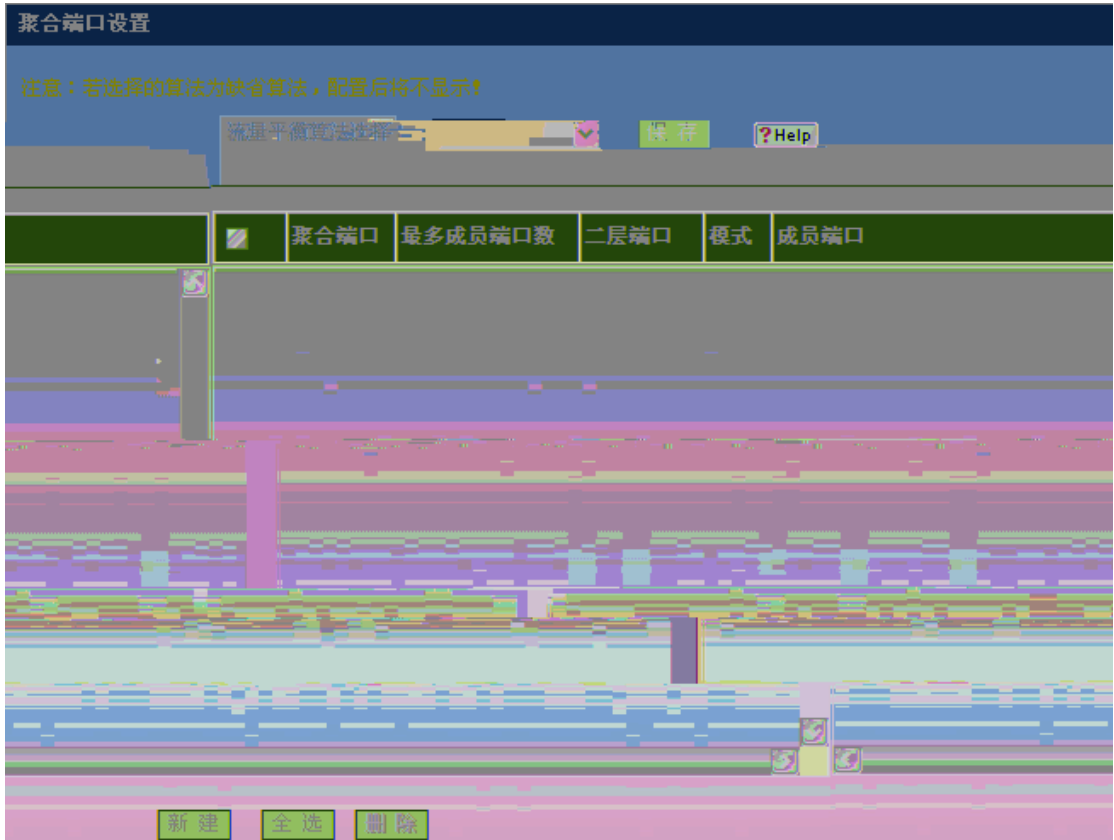 聚合端口设置
注意：若选择的算法为缺省算法，配置后将不显示！
流量平衡算法选择 保存 ?Help
聚合端口 最多成员端口数 二层端口 模式 成员端口
新建 全选 删除